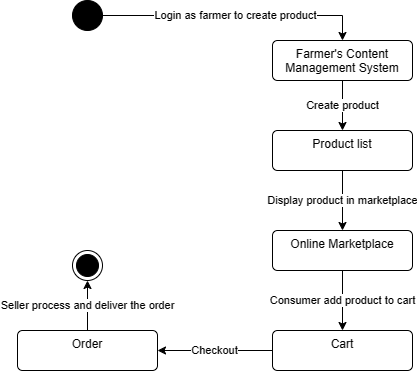 Login as farmer to create product
Farmer's Content
Management System
Create product
Product list
Display product in marketplace
Online Marketplace
Consumer add product to cart
Cart
Checkout
Order
Seller process and deliver the order